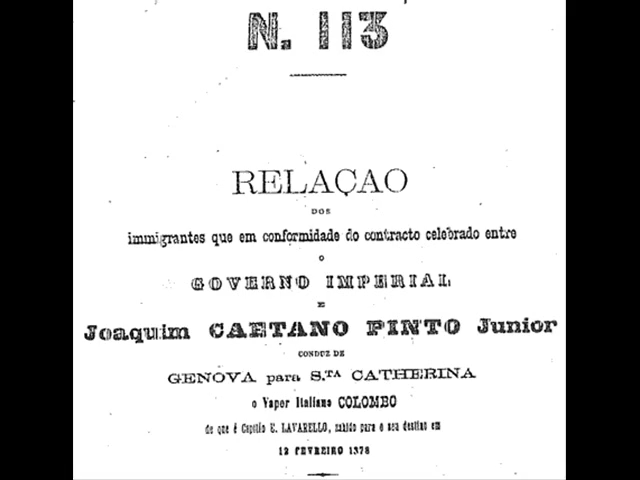 N. 113
RELAÇAO
DOS
immigrantes que em conformidade do contracto celebrado entre
o
GOVERNO IMPERIAL
E
Joaquim CAETANO PINTO Junior
CONDUZ DE
GENOVA para S.TA CATHERINA
o Vapor Italiano COLOMBO
de que é Capitão E. LAVARELLO, sahido para o seu destino em
12 FEVREIRO 1878